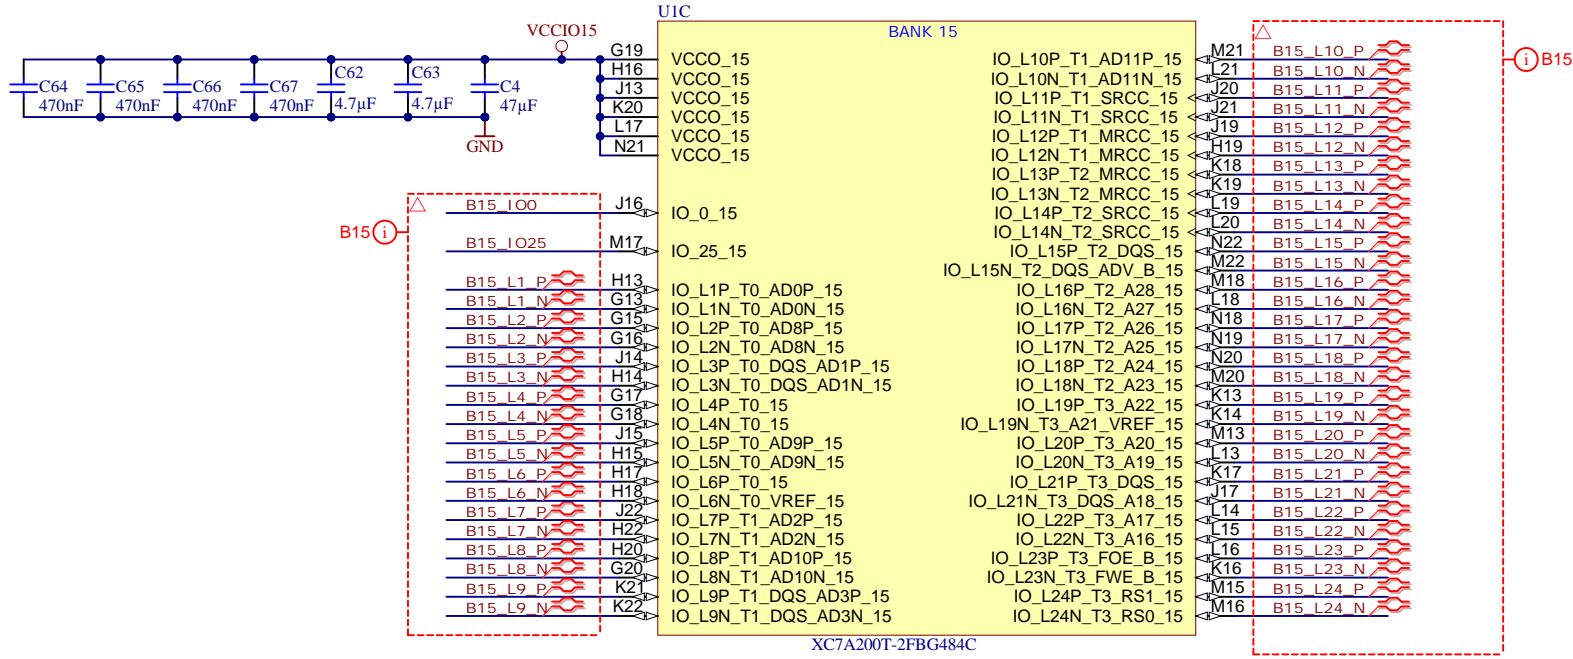 U1C
BANK 15
VCCIO15
C64 470nF
C65 470nF
C66 470nF
C67 470nF
C62 4.7µF
C63 4.7µF
C4 47µF
GND
G19 VCCO_15
H16 VCCO_15
J13 VCCO_15
K20 VCCO_15
L17 VCCO_15
N21 VCCO_15
B15 i
B15_IO0 J16 IO_0_15
B15_IO25 M17 IO_25_15
B15_L1_P H13 IO_L1P_T0_AD0P_15
B15_L1_N G13 IO_L1N_T0_AD0N_15
B15_L2_P G15 IO_L2P_T0_AD8P_15
B15_L2_N G16 IO_L2N_T0_AD8N_15
B15_L3_P J14 IO_L3P_T0_DQS_AD1P_15
B15_L3_N H14 IO_L3N_T0_DQS_AD1N_15
B15_L4_P G17 IO_L4P_T0_15
B15_L4_N G18 IO_L4N_T0_15
B15_L5_P J15 IO_L5P_T0_AD9P_15
B15_L5_N H15 IO_L5N_T0_AD9N_15
B15_L6_P H17 IO_L6P_T0_15
B15_L6_N H18 IO_L6N_T0_VREF_15
B15_L7_P J22 IO_L7P_T1_AD2P_15
B15_L7_N H22 IO_L7N_T1_AD2N_15
B15_L8_P H20 IO_L8P_T1_AD10P_15
B15_L8_N G20 IO_L8N_T1_AD10N_15
B15_L9_P K21 IO_L9P_T1_DQS_AD3P_15
B15_L9_N K22 IO_L9N_T1_DQS_AD3N_15
IO_L10P_T1_AD11P_15 M21 B15_L10_P
IO_L10N_T1_AD11N_15 L21 B15_L10_N
IO_L11P_T1_SRCC_15 J20 B15_L11_P
IO_L11N_T1_SRCC_15 J21 B15_L11_N
IO_L12P_T1_MRCC_15 J19 B15_L12_P
IO_L12N_T1_MRCC_15 H19 B15_L12_N
IO_L13P_T2_MRCC_15 K18 B15_L13_P
IO_L13N_T2_MRCC_15 K19 B15_L13_N
IO_L14P_T2_SRCC_15 L19 B15_L14_P
IO_L14N_T2_SRCC_15 L20 B15_L14_N
IO_L15P_T2_DQS_15 N22 B15_L15_P
IO_L15N_T2_DQS_ADV_B_15 M22 B15_L15_N
IO_L16P_T2_A28_15 M18 B15_L16_P
IO_L16N_T2_A27_15 L18 B15_L16_N
IO_L17P_T2_A26_15 N18 B15_L17_P
IO_L17N_T2_A25_15 N19 B15_L17_N
IO_L18P_T2_A24_15 N20 B15_L18_P
IO_L18N_T2_A23_15 M20 B15_L18_N
IO_L19P_T3_A22_15 K13 B15_L19_P
IO_L19N_T3_A21_VREF_15 K14 B15_L19_N
IO_L20P_T3_A20_15 M13 B15_L20_P
IO_L20N_T3_A19_15 L13 B15_L20_N
IO_L21P_T3_DQS_15 K17 B15_L21_P
IO_L21N_T3_DQS_A18_15 J17 B15_L21_N
IO_L22P_T3_A17_15 L14 B15_L22_P
IO_L22N_T3_A16_15 L15 B15_L22_N
IO_L23P_T3_FOE_B_15 L16 B15_L23_P
IO_L23N_T3_FWE_B_15 K16 B15_L23_N
IO_L24P_T3_RS1_15 M15 B15_L24_P
IO_L24N_T3_RS0_15 M16 B15_L24_N
i B15
XC7A200T-2FBG484C